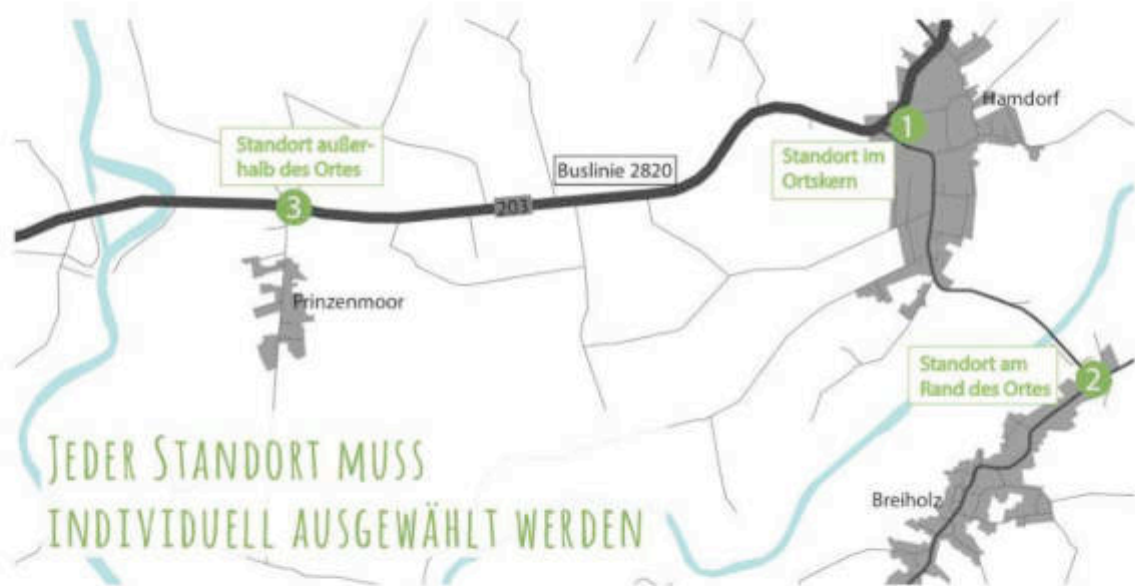 Hamdorf
1
Standort außer-
halb des Ortes
Standort im
Ortskern
Buslinie 2820
3
203
Prinzenmoor
Standort am
Rand des Ortes
2
JEDER STANDORT MUSS
INDIVIDUELL AUSGEWÄHLT WERDEN
Breiholz